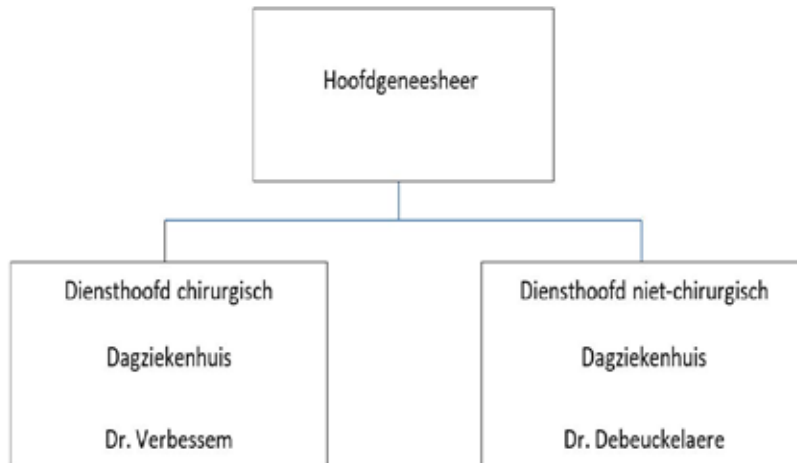 Hoofdgeneesheer
Diensthoofd chirurgisch
Dagziekenhuis
Dr. Verbessem
Diensthoofd niet-chirurgisch
Dagziekenhuis
Dr. Debeuckelaere